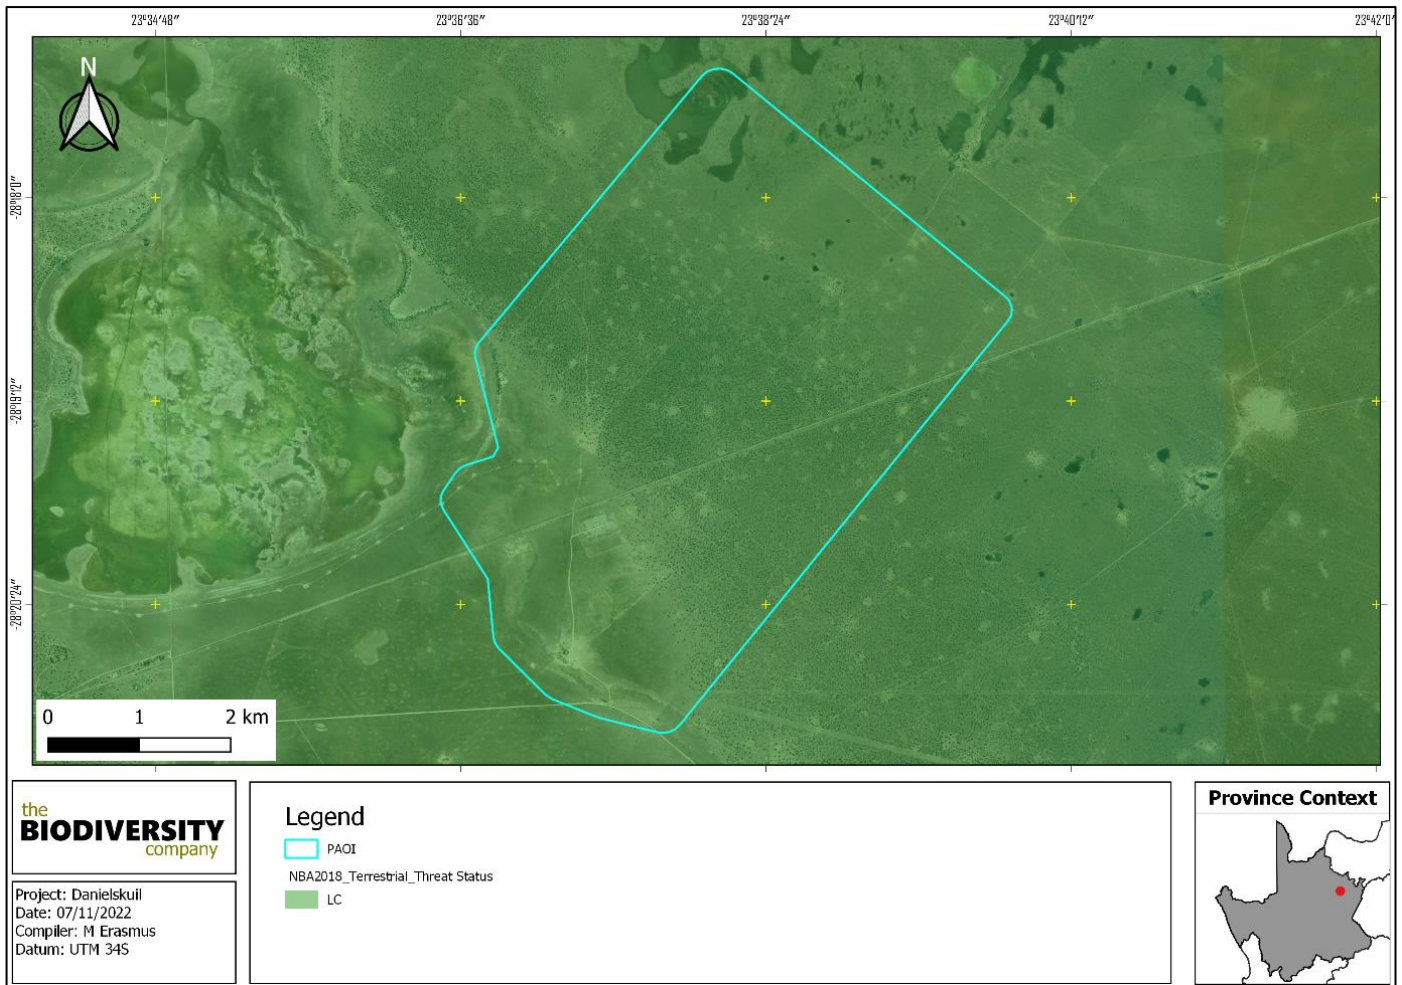 23°34'48"
23°36'36"
23°38'24"
23°40'12"
23°42'0"
N
-28°18'0"
-28°19'12"
-28°20'24"
0 1 2 km
the
BIODIVERSITY
company
Project: Danielskuil
Date: 07/11/2022
Compiler: M Erasmus
Datum: UTM 34S
Legend
PAOI
NBA2018_Terrestrial_Threat Status
LC
Province Context